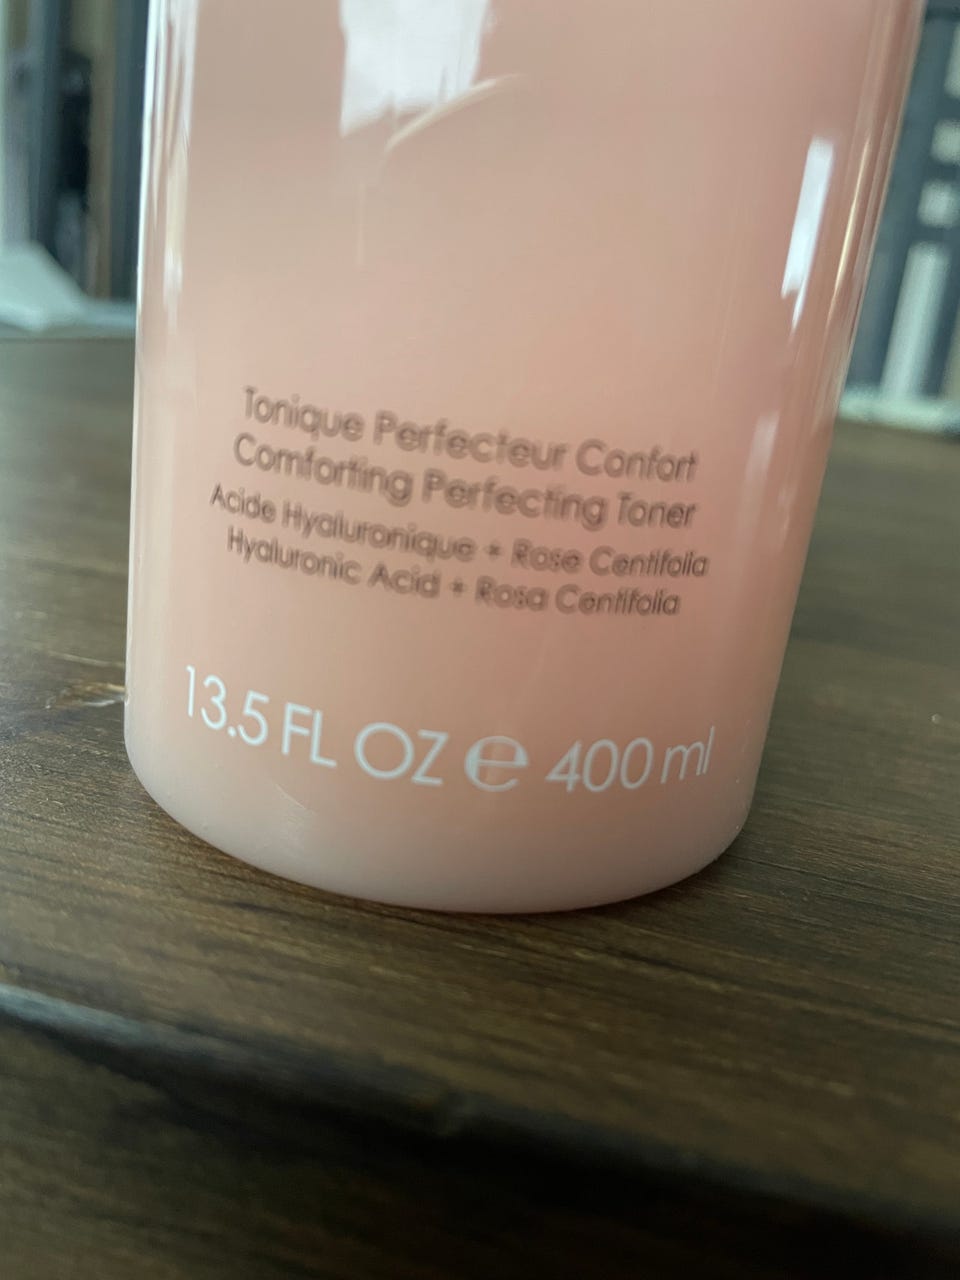 Tonique Perfecteur Confort
Comforting Perfecting Toner
Acide Hyaluronique + Rose Centifolia
Hyaluronic Acid + Rosa Centifolia
13.5 FL OZ e 400 ml